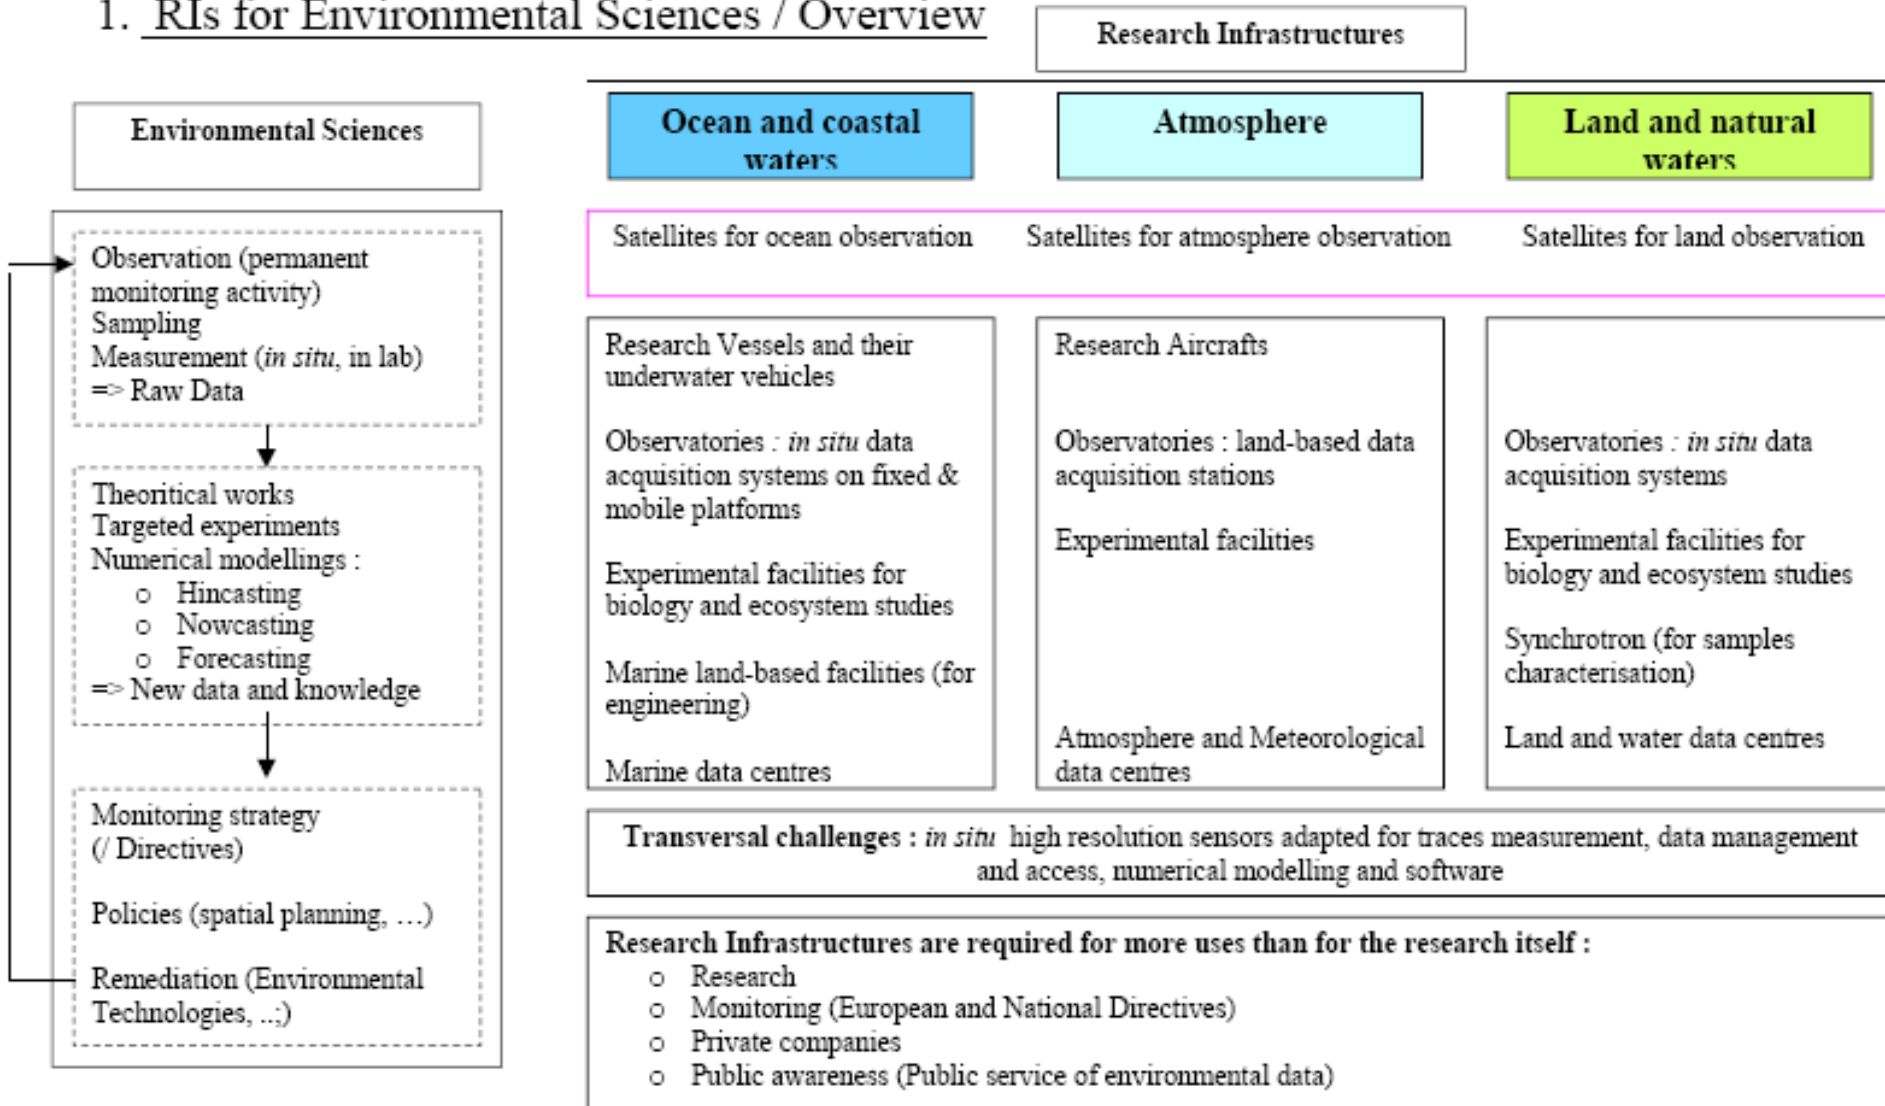 1. RIs for Environmental Sciences / Overview
Research Infrastructures
Environmental Sciences
Ocean and coastal
waters
Atmosphere
Land and natural
waters
Observation (permanent
monitoring activity)
Sampling
Measurement (in situ, in lab)
=> Raw Data
Theoritical works
Targeted experiments
Numerical modellings :
o Hincasting
o Nowcasting
o Forecasting
=> New data and knowledge
Monitoring strategy
(/ Directives)
Policies (spatial planning, …)
Remediation (Environmental
Technologies, ..;)
Satellites for ocean observation
Satellites for atmosphere observation
Satellites for land observation
Research Vessels and their
underwater vehicles
Observatories : in situ data
acquisition systems on fixed &
mobile platforms
Experimental facilities for
biology and ecosystem studies
Marine land-based facilities (for
engineering)
Marine data centres
Research Aircrafts
Observatories : land-based data
acquisition stations
Experimental facilities
Atmosphere and Meteorological
data centres
Observatories : in situ data
acquisition systems
Experimental facilities for
biology and ecosystem studies
Synchrotron (for samples
characterisation)
Land and water data centres
Transversal challenges : in situ high resolution sensors adapted for traces measurement, data management
and access, numerical modelling and software
Research Infrastructures are required for more uses than for the research itself :
o Research
o Monitoring (European and National Directives)
o Private companies
o Public awareness (Public service of environmental data)